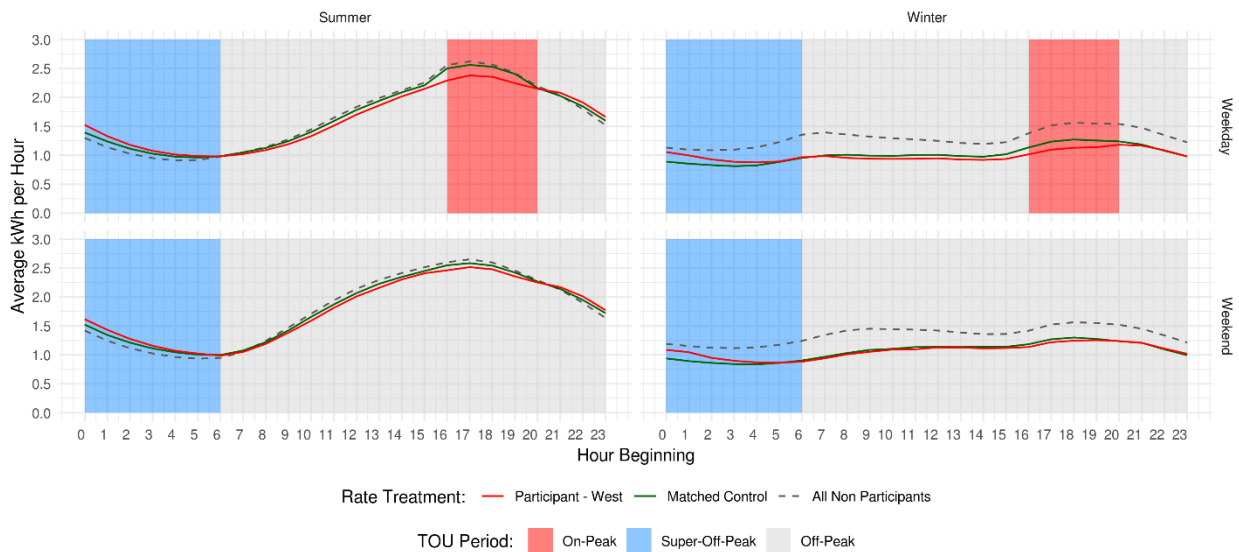 Summer
Winter
3.0
2.5
2.0
1.5
1.0
0.5
0.0
Weekday
3.0
2.5
2.0
1.5
1.0
0.5
0.0
Weekend
Average kWh per Hour
0 1 2 3 4 5 6 7 8 9 10 11 12 13 14 15 16 17 18 19 20 21 22 23
0 1 2 3 4 5 6 7 8 9 10 11 12 13 14 15 16 17 18 19 20 21 22 23
Hour Beginning
Rate Treatment: Participant - West Matched Control All Non Participants
TOU Period: On-Peak Super-Off-Peak Off-Peak